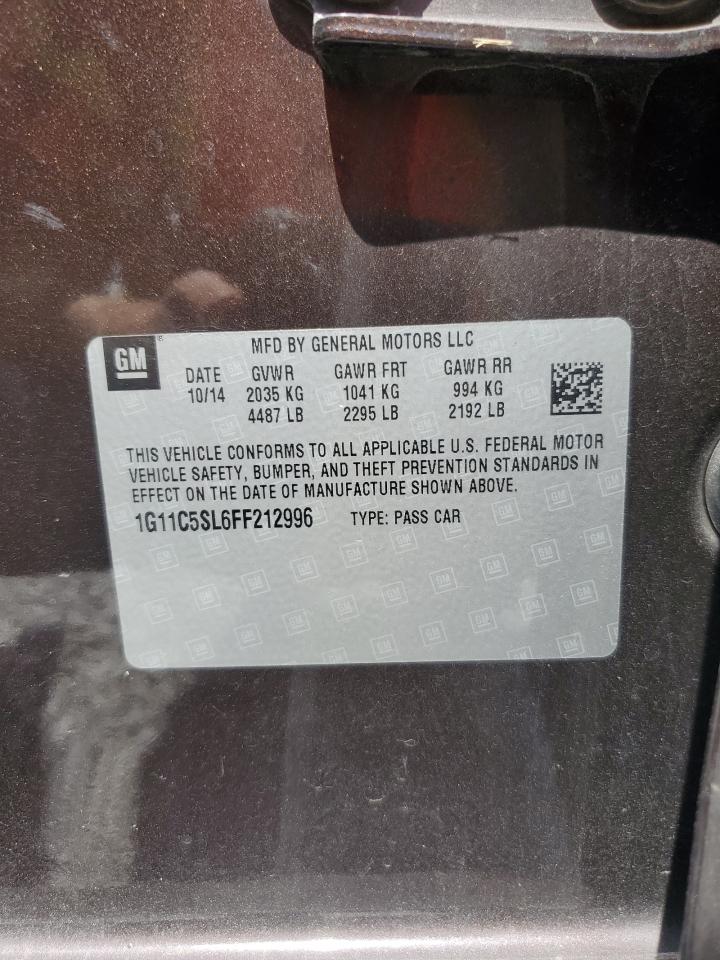 GM
MFD BY GENERAL MOTORS LLC
DATE GVWR GAWR FRT GAWR RR
10/14 2035 KG 1041 KG 994 KG
4487 LB 2295 LB 2192 LB
THIS VEHICLE CONFORMS TO ALL APPLICABLE U.S. FEDERAL MOTOR
VEHICLE SAFETY, BUMPER, AND THEFT PREVENTION STANDARDS IN
EFFECT ON THE DATE OF MANUFACTURE SHOWN ABOVE.
1G11C5SL6FF212996 TYPE: PASS CAR